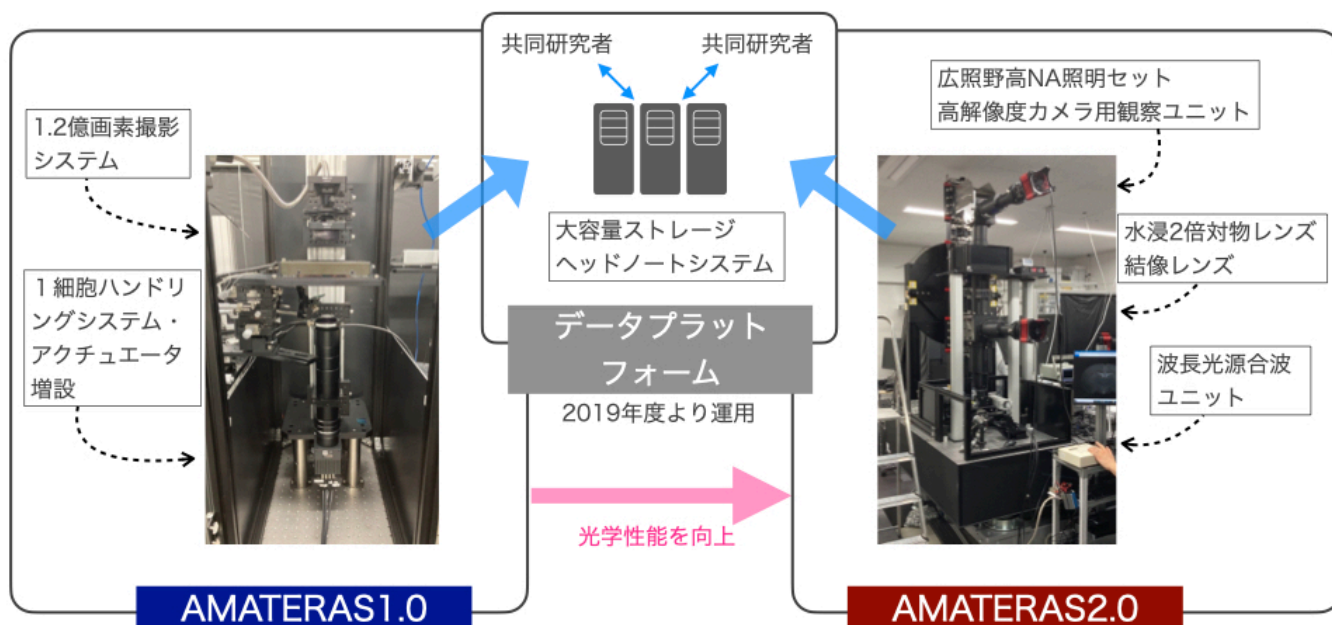 共同研究者
共同研究者
1.2億画素撮影
システム
広照野高NA照明セット
高解像度カメラ用観察ユニット
大容量ストレージ
ヘッドノートシステム
水浸2倍対物レンズ
結像レンズ
1細胞ハンドリ
ングシステム・
アクチュエータ
増設
データプラット
フォーム
2019年度より運用
波長光源合波
ユニット
光学性能を向上
AMATERAS1.0
AMATERAS2.0